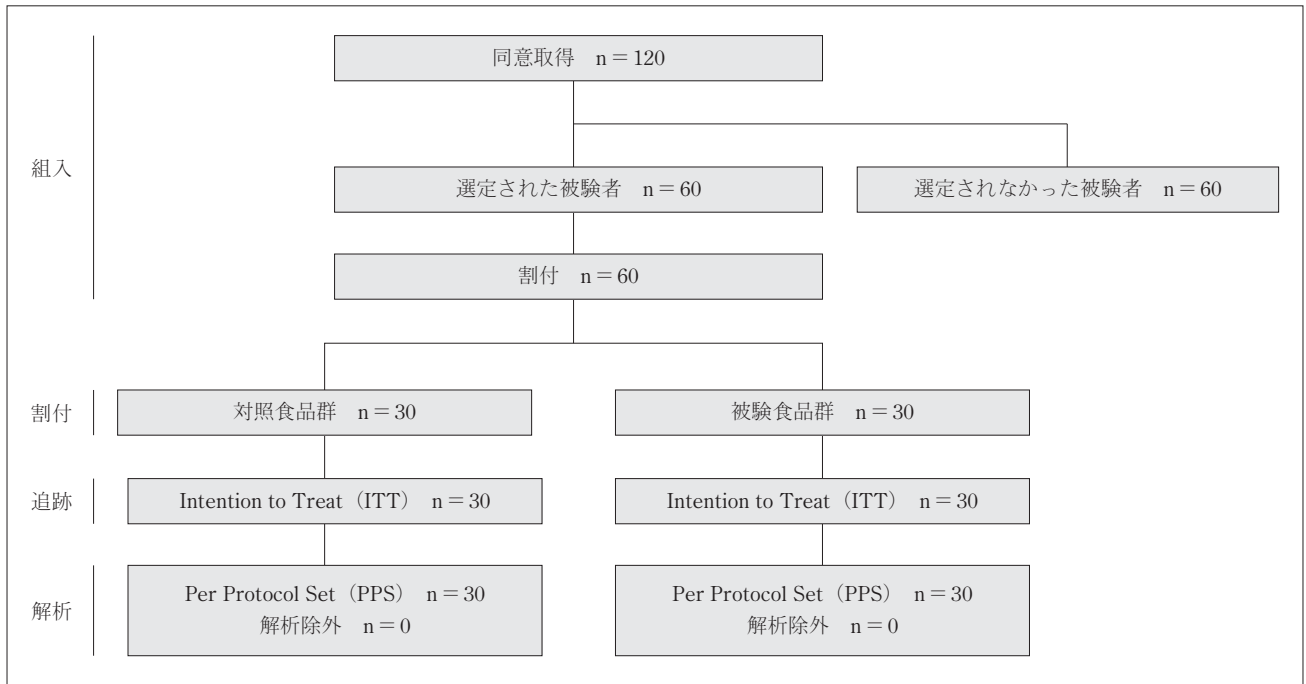 同意取得　n = 120
組入
選定された被験者　n = 60
選定されなかった被験者　n = 60
割付　n = 60
割付
対照食品群　n = 30
被験食品群　n = 30
追跡
Intention to Treat（ITT）　n = 30
Intention to Treat（ITT）　n = 30
解析
Per Protocol Set（PPS）　n = 30
解析除外　n = 0
Per Protocol Set（PPS）　n = 30
解析除外　n = 0